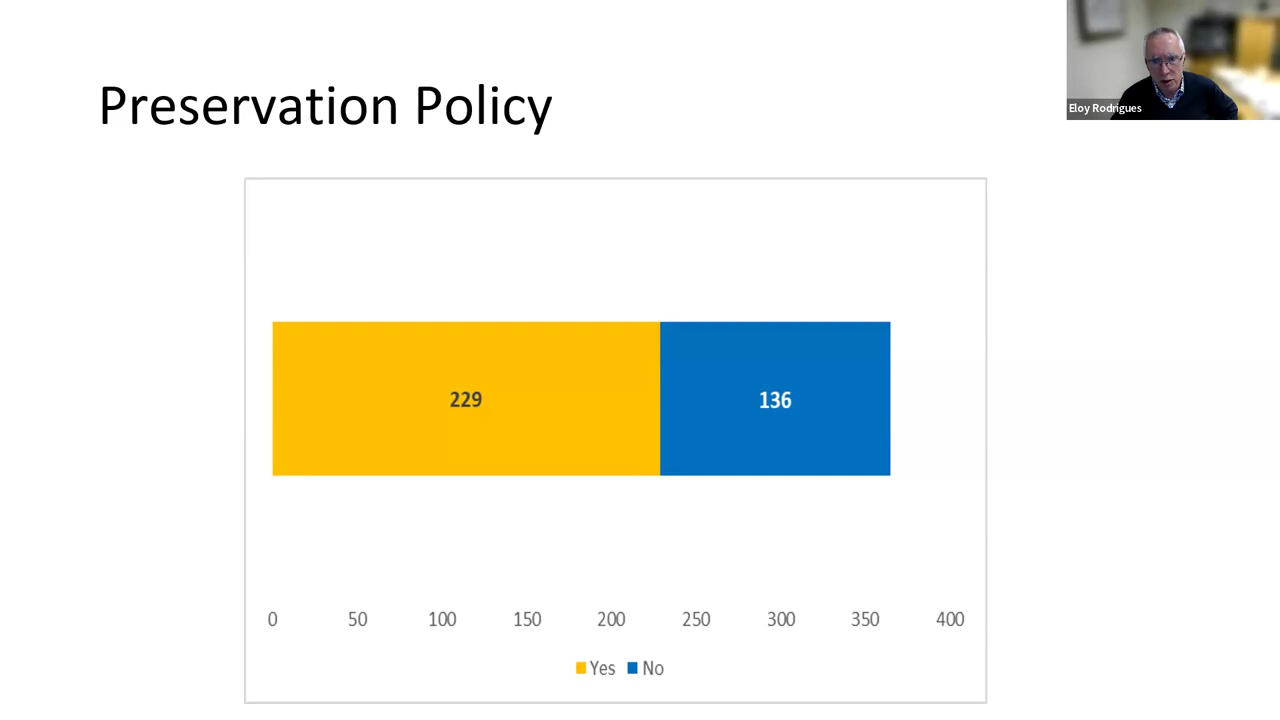 Preservation Policy
Eloy Rodrigues
229 136
0 50 100 150 200 250 300 350 400
Yes No